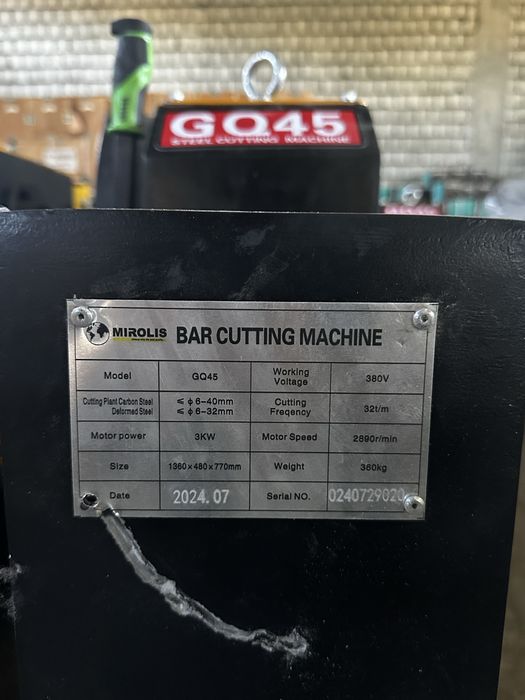 GQ45
STEEL CUTTING MACHINE
MIROLIS BAR CUTTING MACHINE
Model GQ45 Working Voltage 380V
Cutting Plant Carbon Steel ≤ φ 6-40mm
Deformed Steel ≤ φ 6-32mm
Cutting Freqency 32t/m
Motor power 3KW Motor Speed 2890r/min
Size 1360×480×770mm Weight 360kg
Date 2024.07 Serial NO. 0240729020